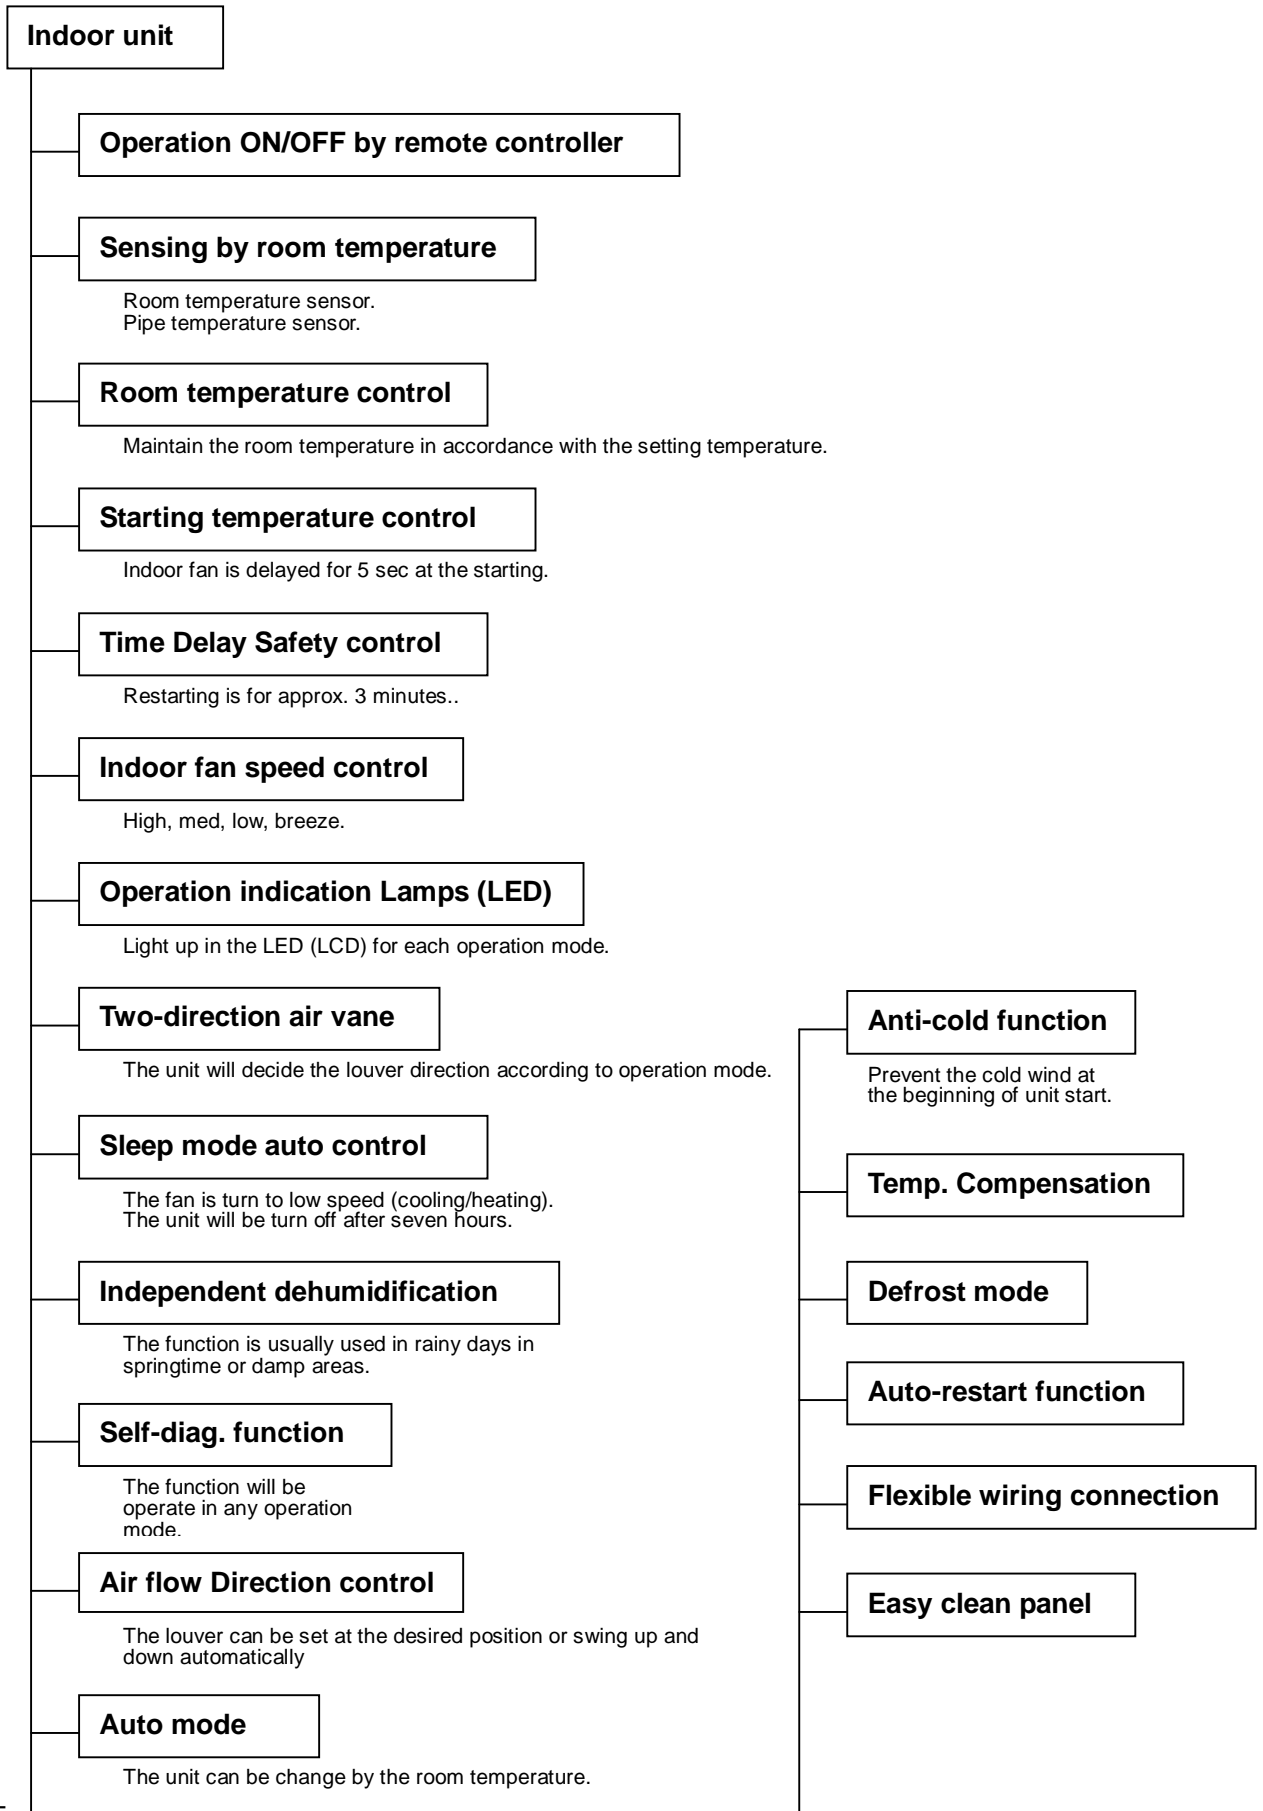 Indoor unit
Operation ON/OFF by remote controller
Sensing by room temperature
Room temperature sensor.
Pipe temperature sensor.
Room temperature control
Maintain the room temperature in accordance with the setting temperature.
Starting temperature control
Indoor fan is delayed for 5 sec at the starting.
Time Delay Safety control
Restarting is for approx. 3 minutes..
Indoor fan speed control
High, med, low, breeze.
Operation indication Lamps (LED)
Light up in the LED (LCD) for each operation mode.
Two-direction air vane
The unit will decide the louver direction according to operation mode.
Sleep mode auto control
The fan is turn to low speed (cooling/heating).
The unit will be turn off after seven hours.
Independent dehumidification
The function is usually used in rainy days in
springtime or damp areas.
Self-diag. function
The function will be
operate in any operation
mode.
Air flow Direction control
The louver can be set at the desired position or swing up and
down automatically
Auto mode
The unit can be change by the room temperature.
Anti-cold function
Prevent the cold wind at
the beginning of unit start.
Temp. Compensation
Defrost mode
Auto-restart function
Flexible wiring connection
Easy clean panel